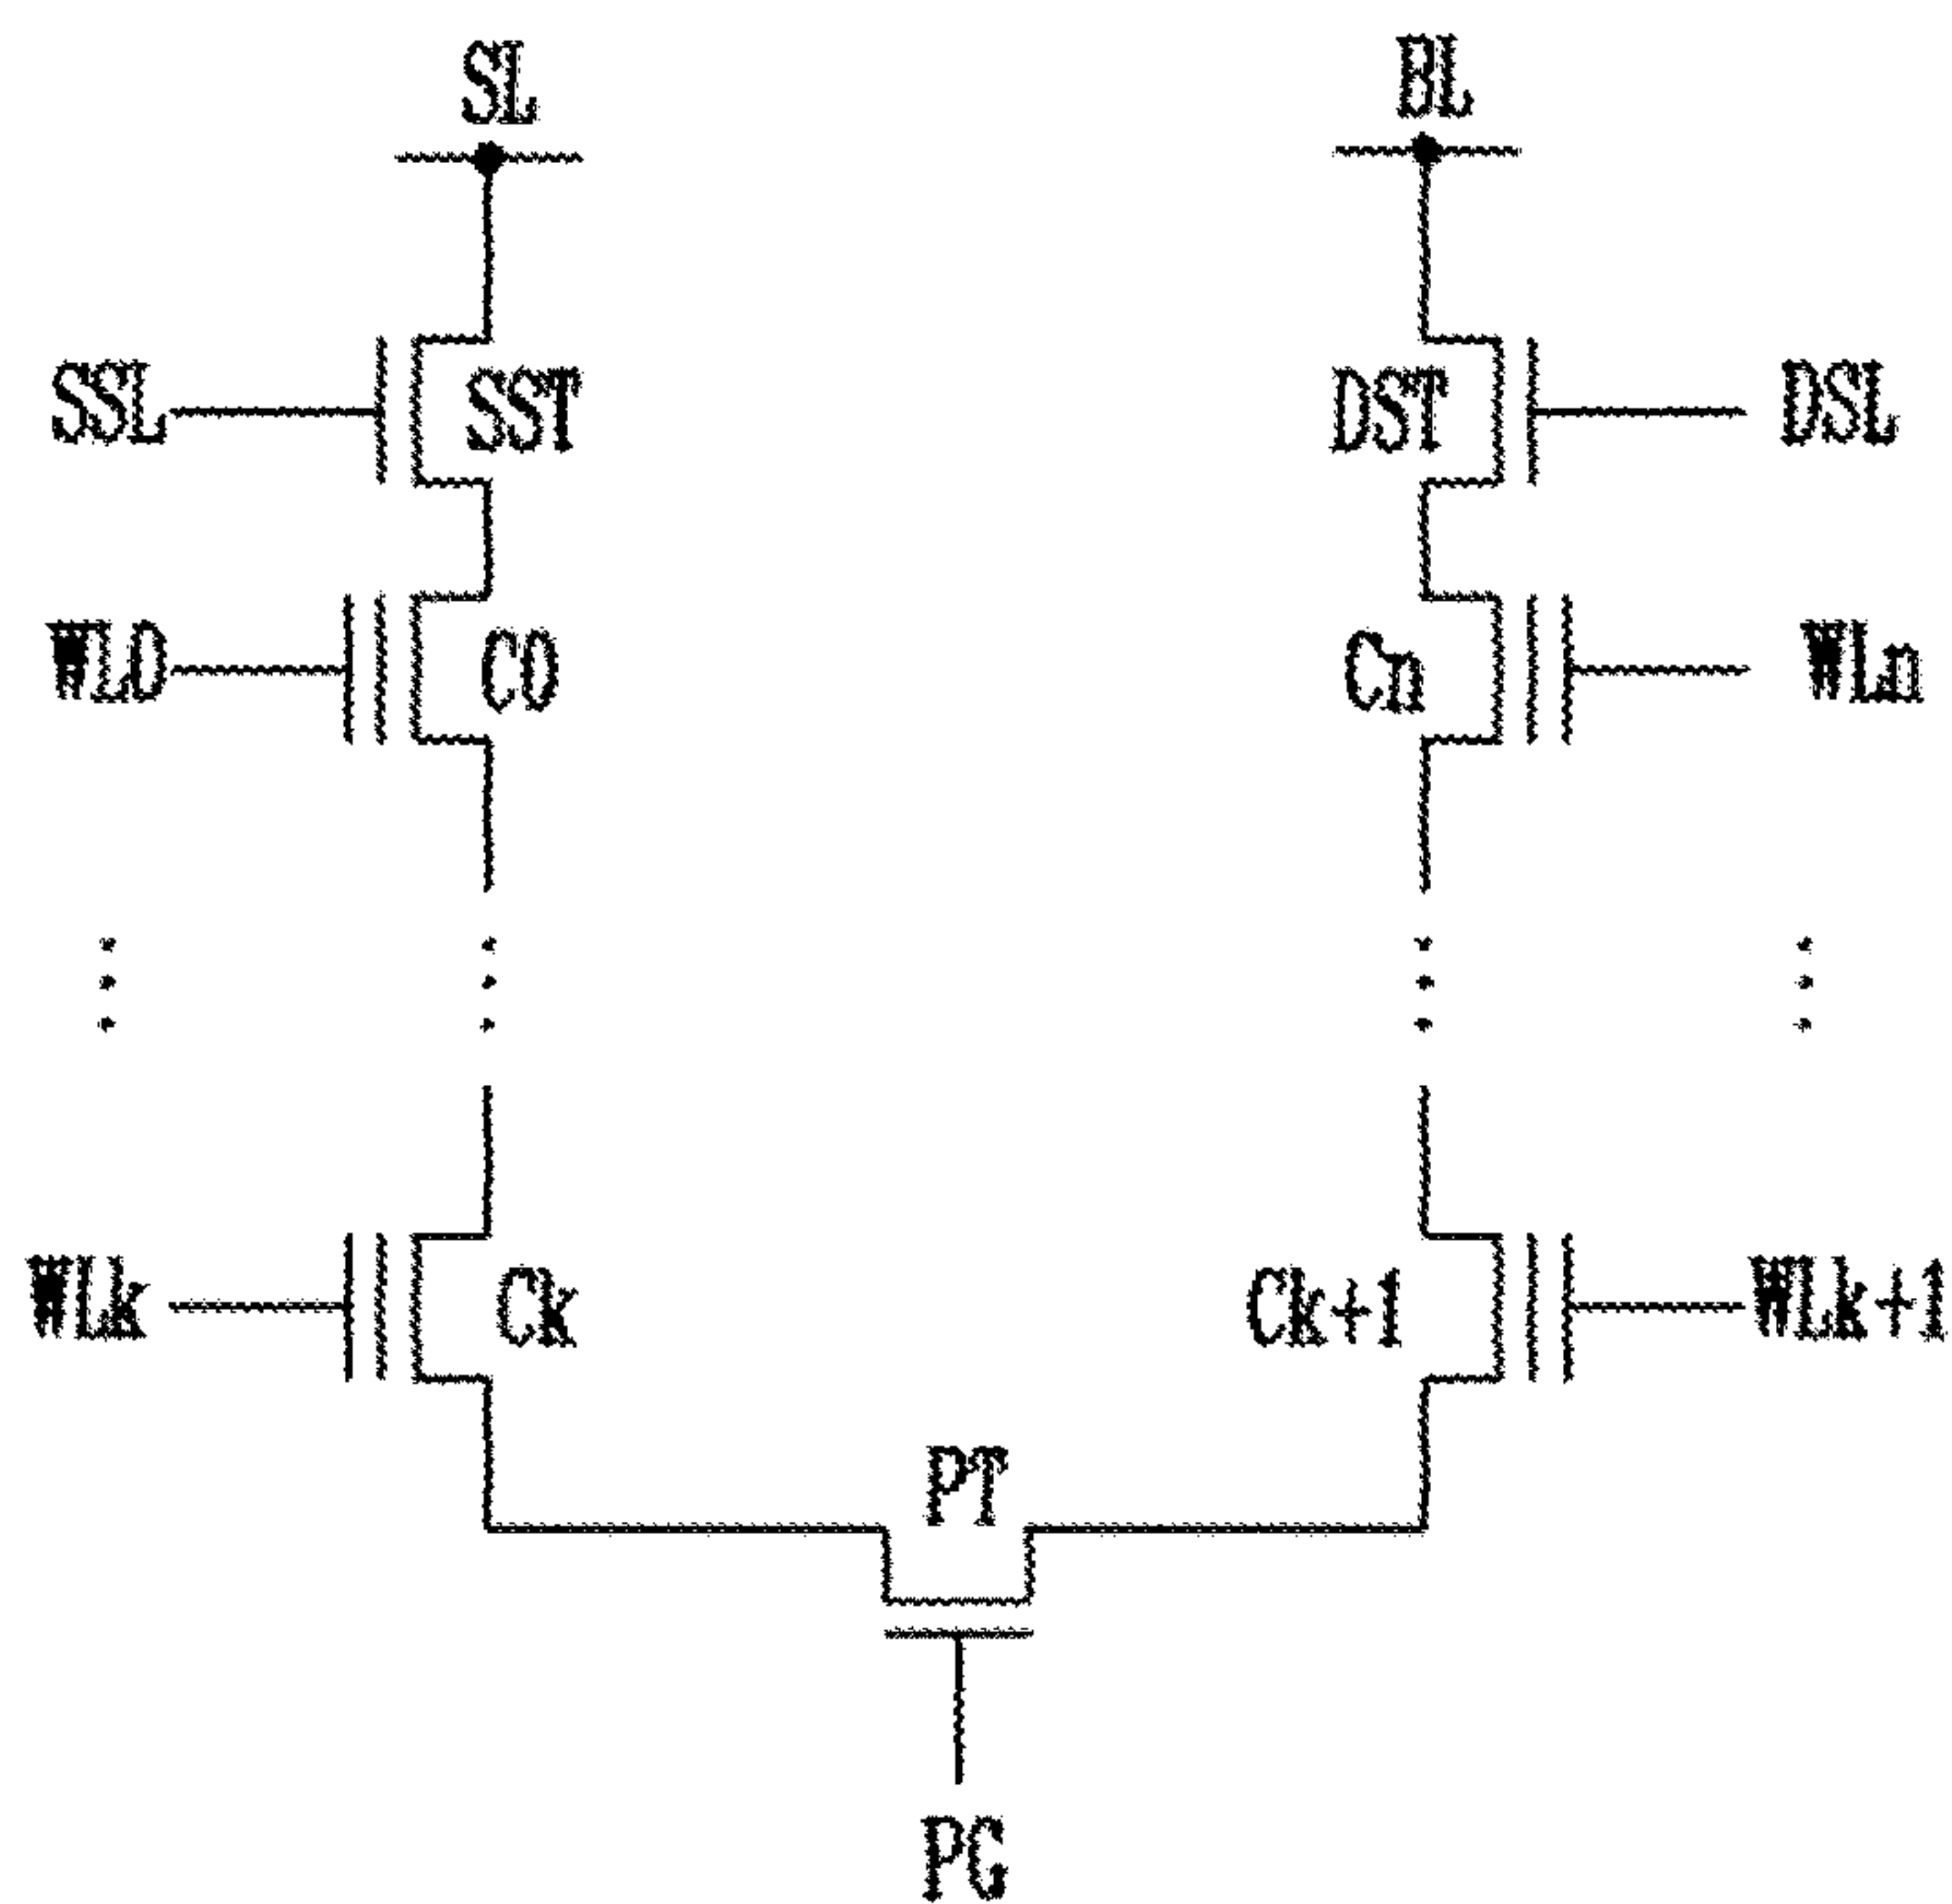 SL BL
SSL SST DST DSL
WL0 C0 Cn WLn
WLk Ck Ck+1 WLk+1
PT
PG